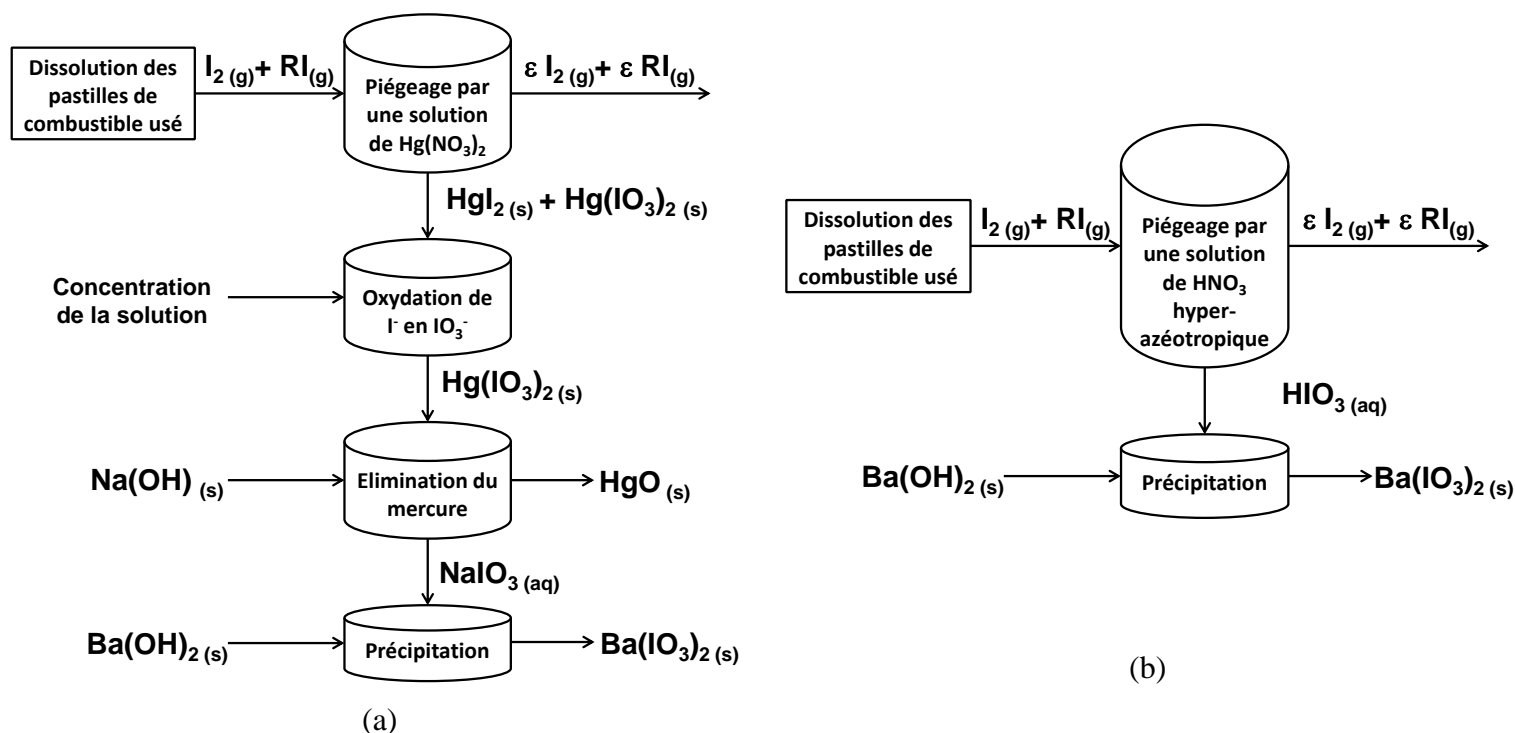 Dissolution des
pastilles de
combustible usé
I2 (g)+ RI(g)
Piégeage par
une solution
de Hg(NO3)2
ε I2 (g)+ ε RI(g)
HgI2 (s) + Hg(IO3)2 (s)
Concentration
de la solution
Oxydation de
I- en IO3-
Hg(IO3)2 (s)
Na(OH) (s)
Elimination du
mercure
HgO (s)
NaIO3 (aq)
Ba(OH)2 (s)
Précipitation
Ba(IO3)2 (s)
(a)
Dissolution des
pastilles de
combustible usé
I2 (g)+ RI(g)
Piégeage par
une solution
de HNO3
hyper-
azéotropique
ε I2 (g)+ ε RI(g)
HIO3 (aq)
Ba(OH)2 (s)
Précipitation
Ba(IO3)2 (s)
(b)